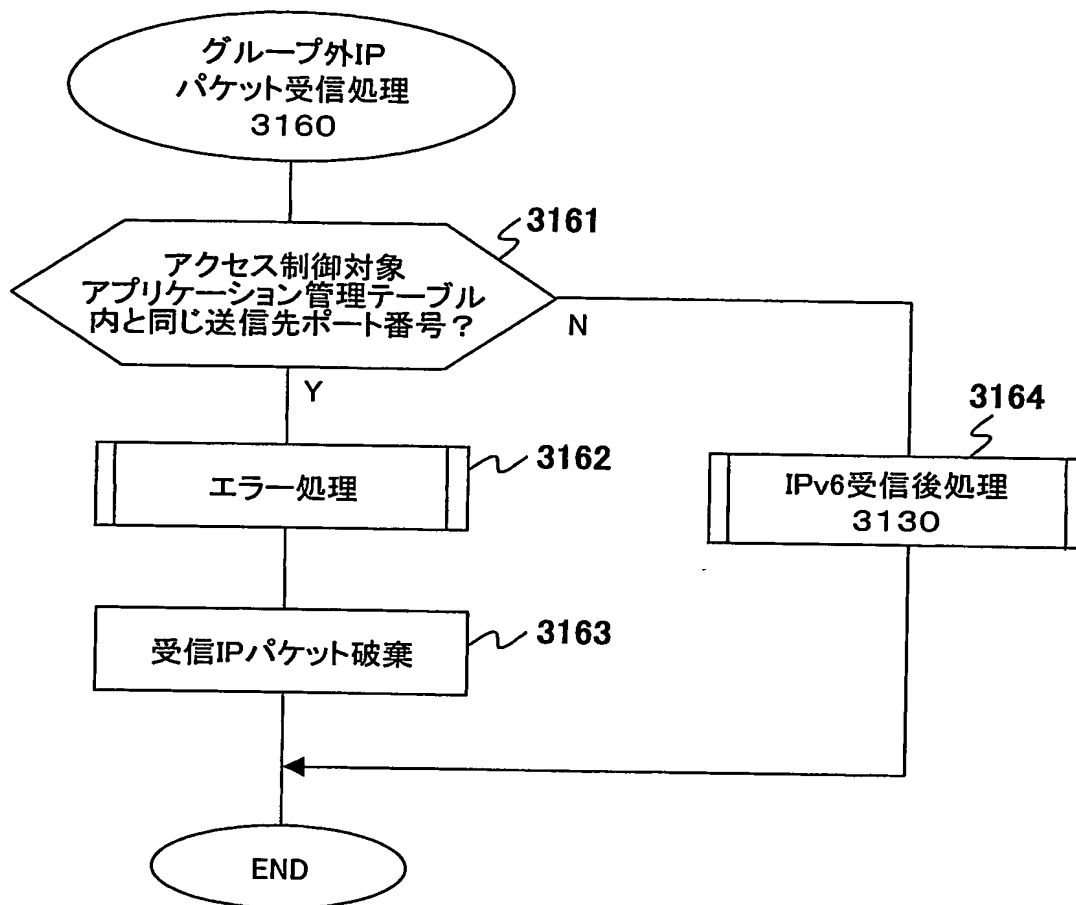 グループ外IP
パケット受信処理
3160
3161
アクセス制御対象
アプリケーション管理テーブル
内と同じ送信先ポート番号？
N
Y
3164
3162
エラー処理
IPv6受信後処理
3130
3163
受信IPパケット破棄
END